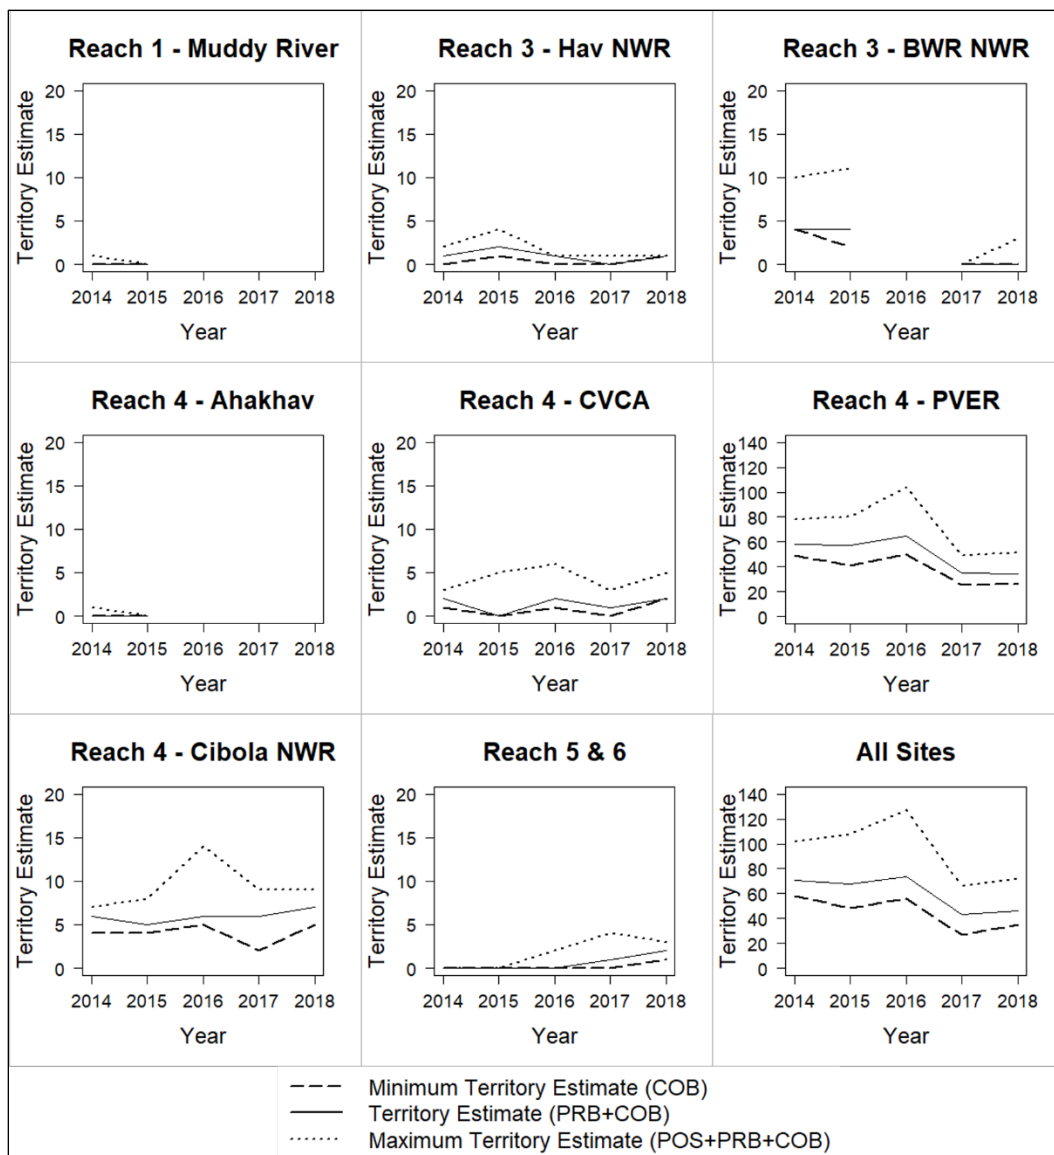 Reach 1 - Muddy River
Territory Estimate
20
15
10
5
0
2014 2015 2016 2017 2018
Year
Reach 3 - Hav NWR
Territory Estimate
20
15
10
5
0
2014 2015 2016 2017 2018
Year
Reach 3 - BWR NWR
Territory Estimate
20
15
10
5
0
2014 2015 2016 2017 2018
Year
Reach 4 - Ahakhav
Territory Estimate
20
15
10
5
0
2014 2015 2016 2017 2018
Year
Reach 4 - CVCA
Territory Estimate
20
15
10
5
0
2014 2015 2016 2017 2018
Year
Reach 4 - PVER
Territory Estimate
140
120
100
80
60
40
20
0
2014 2015 2016 2017 2018
Year
Reach 4 - Cibola NWR
Territory Estimate
20
15
10
5
0
2014 2015 2016 2017 2018
Year
Reach 5 & 6
Territory Estimate
20
15
10
5
0
2014 2015 2016 2017 2018
Year
All Sites
Territory Estimate
140
120
100
80
60
40
20
0
2014 2015 2016 2017 2018
Year
Minimum Territory Estimate (COB)
Territory Estimate (PRB+COB)
Maximum Territory Estimate (POS+PRB+COB)